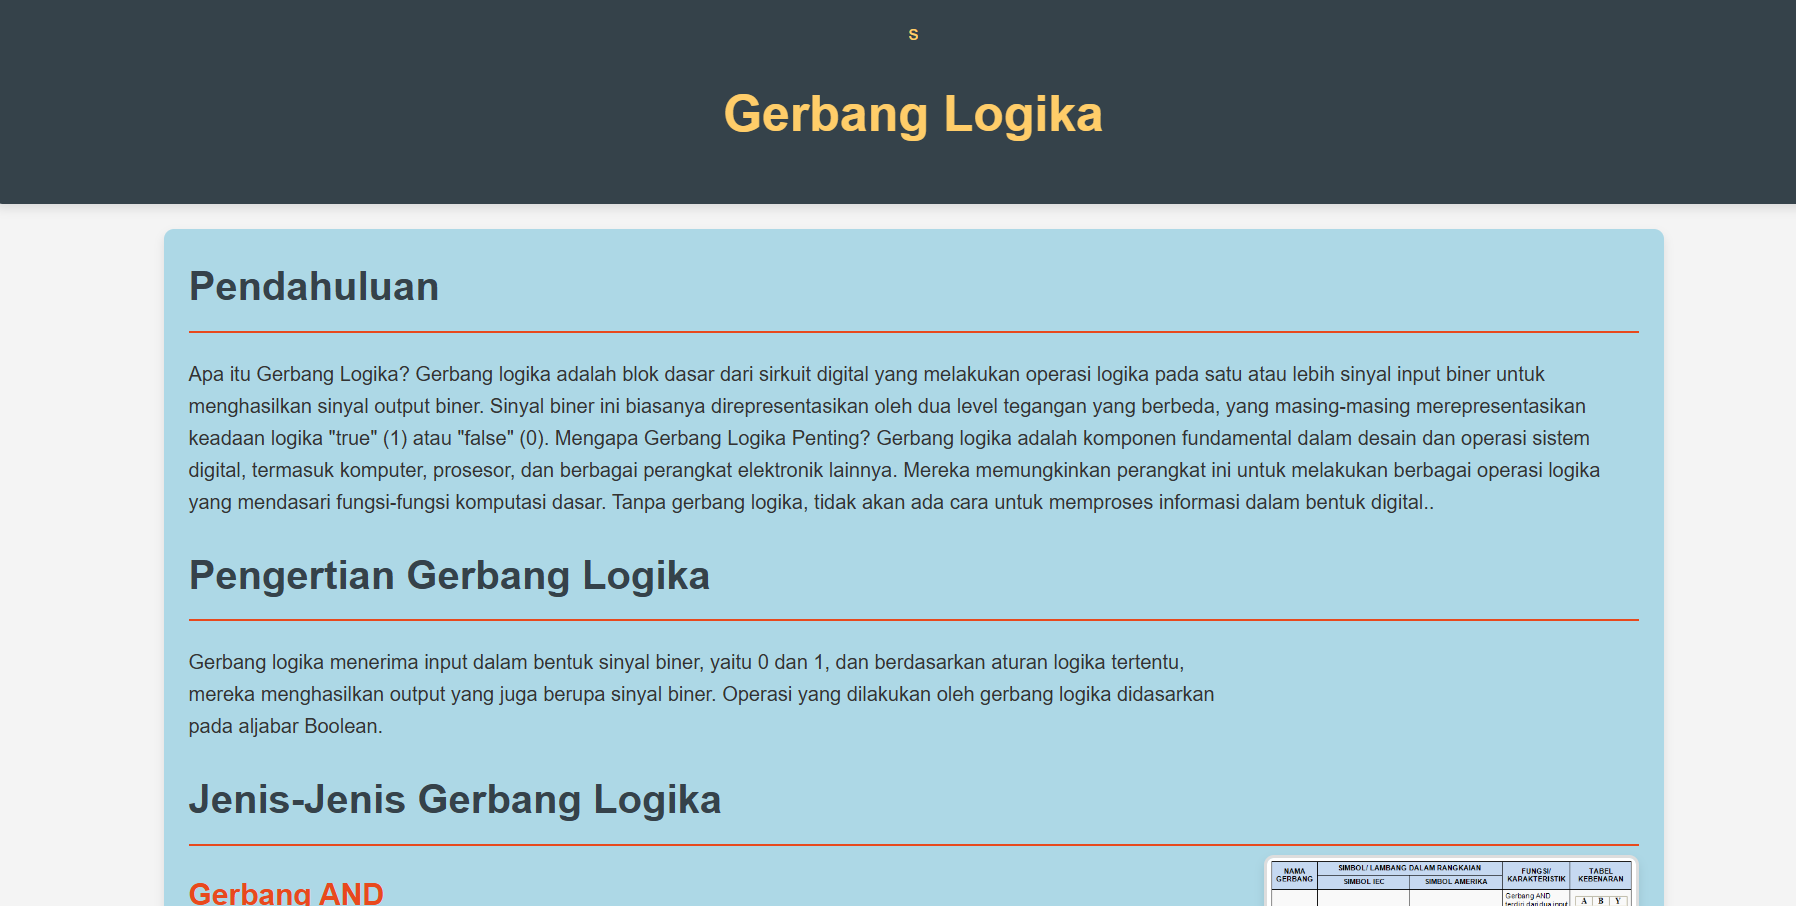 s
Gerbang Logika
Pendahuluan
Apa itu Gerbang Logika? Gerbang logika adalah blok dasar dari sirkuit digital yang melakukan operasi logika pada satu atau lebih sinyal input biner untuk
menghasilkan sinyal output biner. Sinyal biner ini biasanya direpresentasikan oleh dua level tegangan yang berbeda, yang masing-masing merepresentasikan
keadaan logika "true" (1) atau "false" (0). Mengapa Gerbang Logika Penting? Gerbang logika adalah komponen fundamental dalam desain dan operasi sistem
digital, termasuk komputer, prosesor, dan berbagai perangkat elektronik lainnya. Mereka memungkinkan perangkat ini untuk melakukan berbagai operasi logika
yang mendasari fungsi-fungsi komputasi dasar. Tanpa gerbang logika, tidak akan ada cara untuk memproses informasi dalam bentuk digital..
Pengertian Gerbang Logika
Gerbang logika menerima input dalam bentuk sinyal biner, yaitu 0 dan 1, dan berdasarkan aturan logika tertentu,
mereka menghasilkan output yang juga berupa sinyal biner. Operasi yang dilakukan oleh gerbang logika didasarkan
pada aljabar Boolean.
Jenis-Jenis Gerbang Logika
Gerbang AND
NAMA GERBANG
SIMBOL/ LAMBANG DALAM RANGKAIAN
SIMBOL IEC
SIMBOL AMERIKA
FUNGSI/ KARAKTERISTIK
TABEL KEBENARAN
Gerbang AND
terdiri dari dua input
A B Y